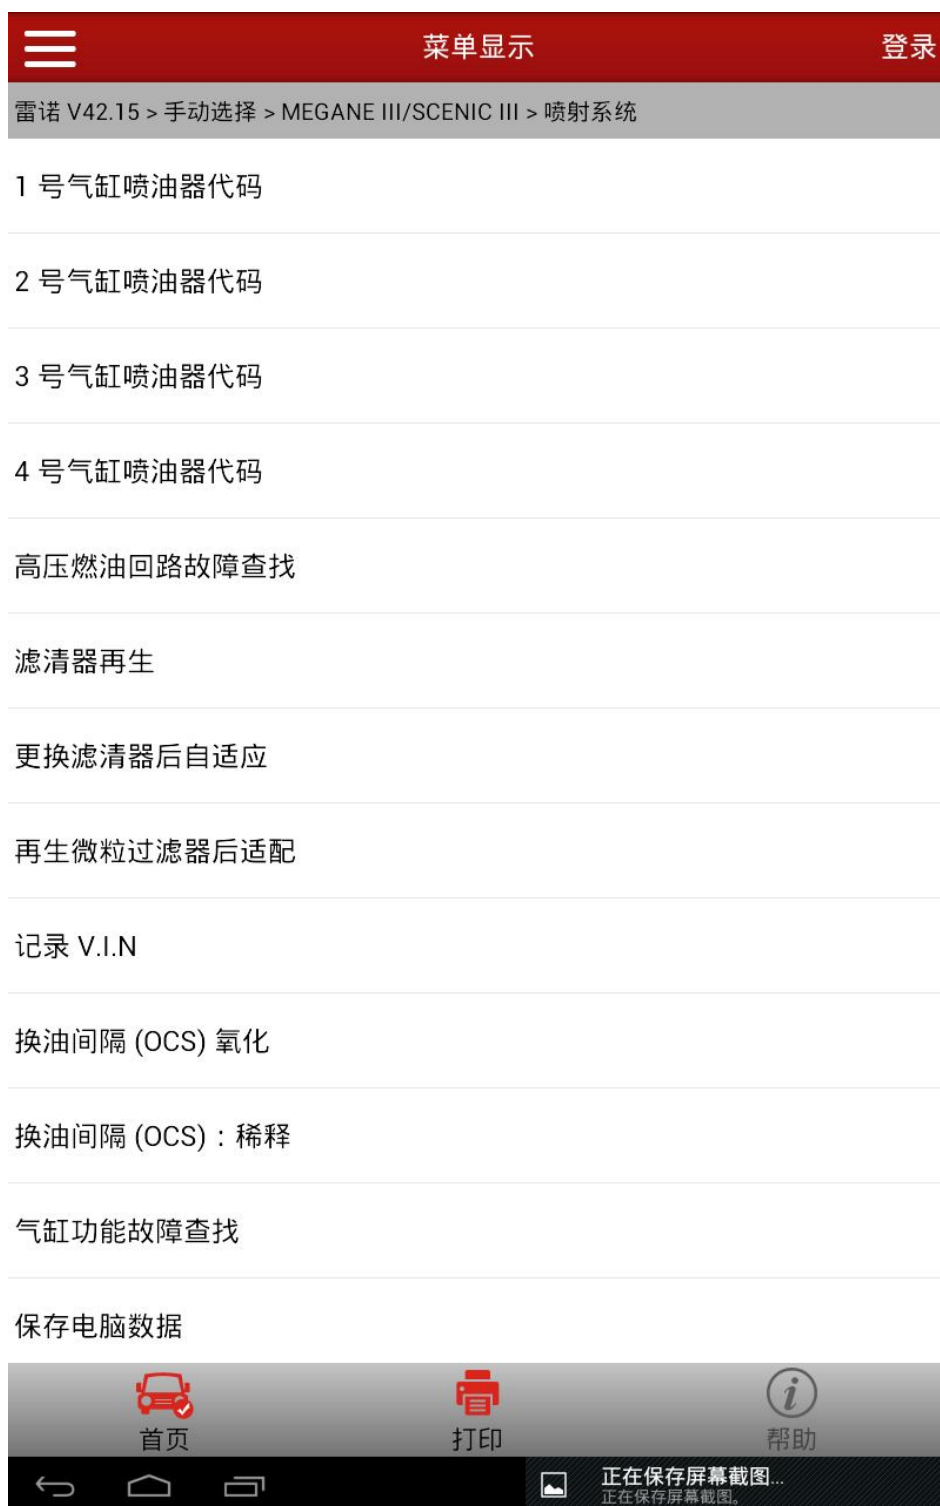 菜单显示
登录
雷诺 V42.15 > 手动选择 > MEGANE III/SCENIC III > 喷射系统
1 号气缸喷油器代码
2 号气缸喷油器代码
3 号气缸喷油器代码
4 号气缸喷油器代码
高压燃油回路故障查找
滤清器再生
更换滤清器后自适应
再生微粒过滤器后适配
记录 V.I.N
换油间隔 (OCS) 氧化
换油间隔 (OCS) : 稀释
气缸功能故障查找
保存电脑数据
首页
打印
帮助
正在保存屏幕截图...
正在保存屏幕截图。